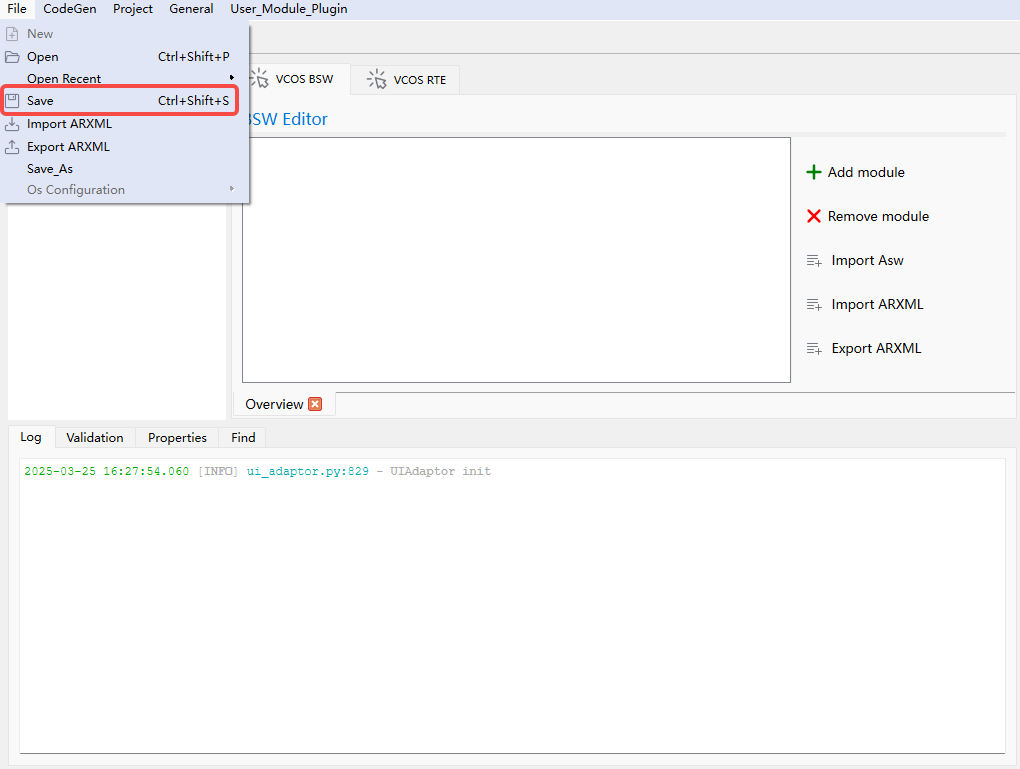 File CodeGen Project General User_Module_Plugin
New
Open Ctrl+Shift+P
Open Recent
Save Ctrl+Shift+S
Import ARXML
Export ARXML
Save_As
Os Configuration
VCOS BSW VCOS RTE
BSW Editor
Add module
Remove module
Import Asw
Import ARXML
Export ARXML
Overview
Log Validation Properties Find
2025-03-25 16:27:54.060 [INFO] ui_adaptor.py:829 - UIAdaptor init